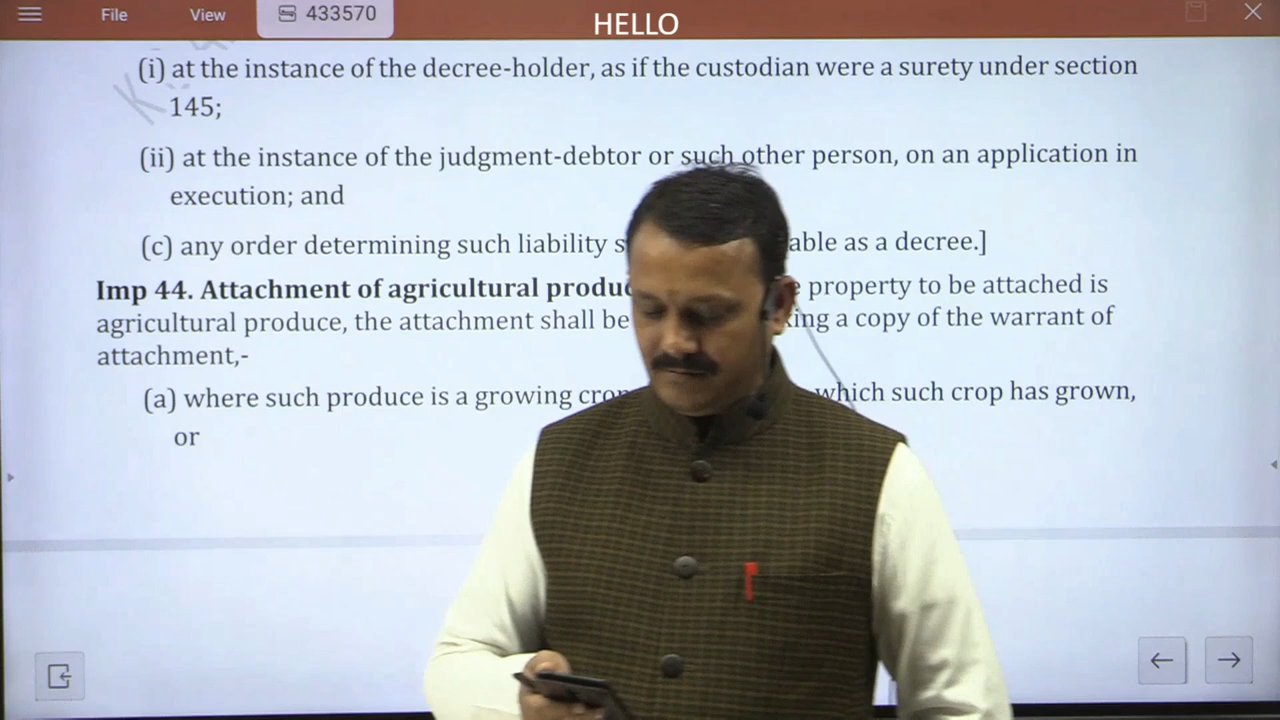 File View 433570
HELLO
(i) at the instance of the decree-holder, as if the custodian were a surety under section
145;
(ii) at the instance of the judgment-debtor or such other person, on an application in
execution; and
(c) any order determining such liability able as a decree.]
Imp 44. Attachment of agricultural property to be attached is
agricultural produce, the attachment shall be a copy of the warrant of
attachment,-
(a) where such produce is a growing which such crop has grown,
or